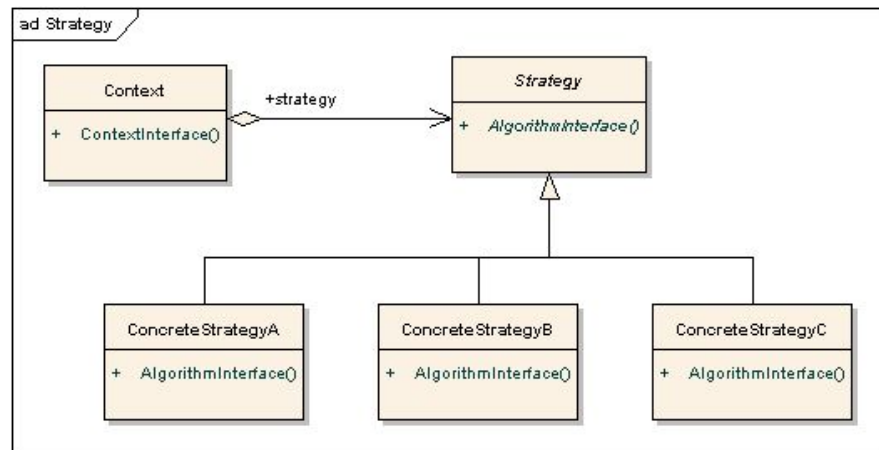 ad Strategy
Context
+ ContextInterface()
+strategy
Strategy
+ AlgorithmInterface()
ConcreteStrategyA
+ AlgorithmInterface()
ConcreteStrategyB
+ AlgorithmInterface()
ConcreteStrategyC
+ AlgorithmInterface()